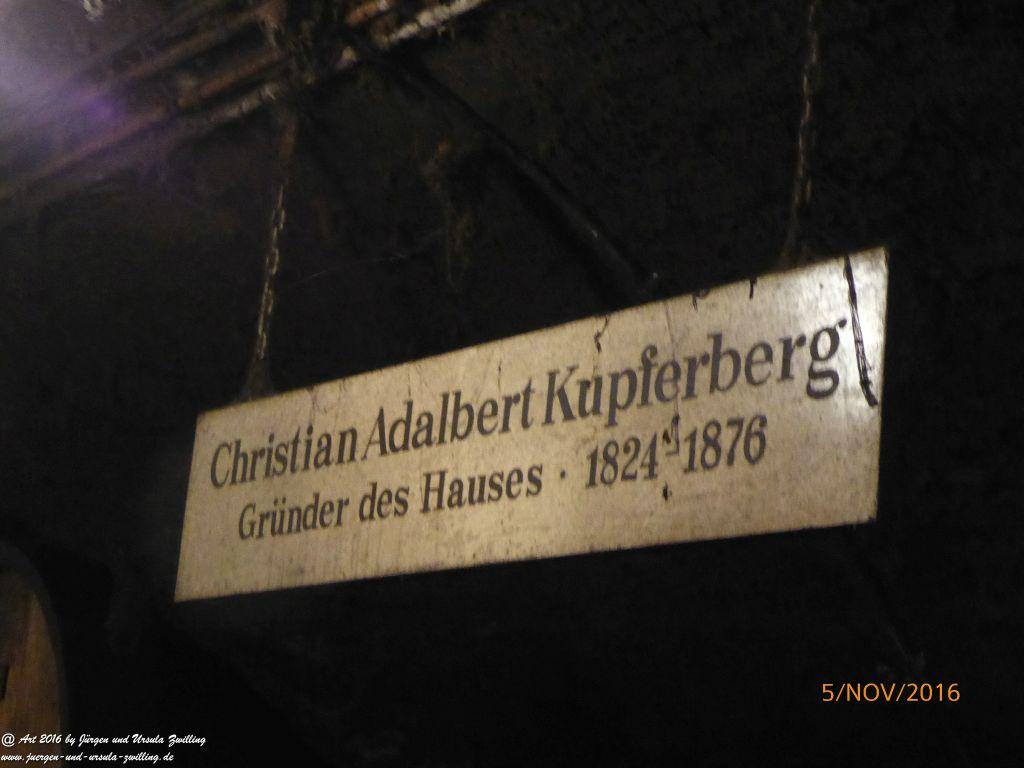 Christian Adalbert Kupferberg
Gründer des Hauses · 1824-1876
5/NOV/2016
@ Art 2016 by Jürgen und Ursula Zwilling
www.juergen-und-ursula-zwilling.de